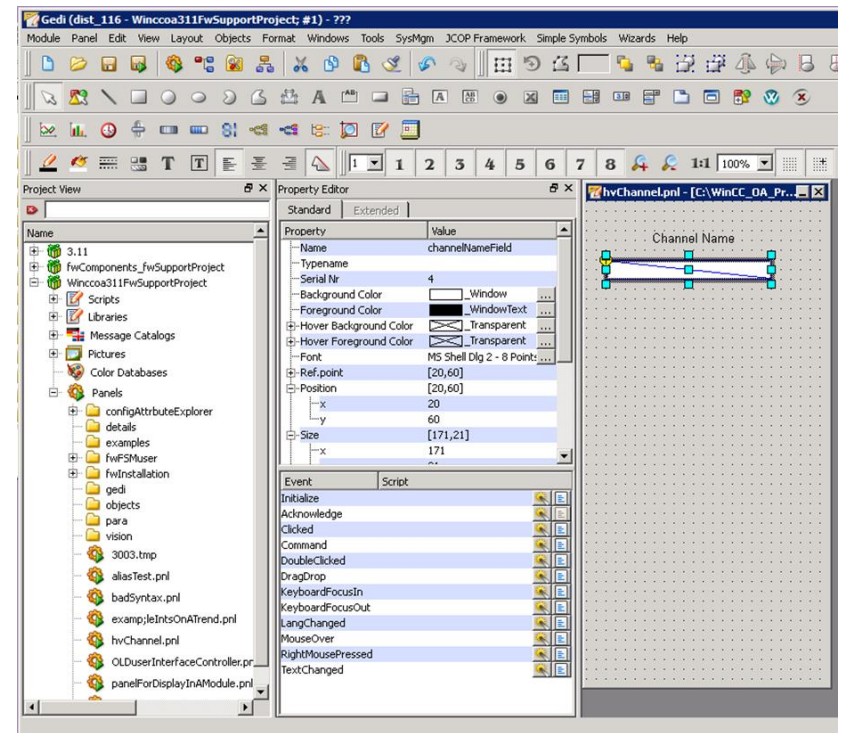 Gedi (dist_116 - Winccoa311FwSupportProject; #1) - ???
Module Panel Edit View Layout Objects Format Windows Tools SysMgm JCOP Framework Simple Symbols Wizards Help
1 1 2 3 4 5 6 7 8 1:1 100%
Project View
Name
3.11
fwComponents_fwSupportProject
Winccoa311FwSupportProject
Scripts
Libraries
Message Catalogs
Pictures
Color Databases
Panels
configAttrbuteExplorer
details
examples
fwFSMuser
fwInstallation
gedi
objects
para
vision
3003.tmp
aliasTest.pnl
badSyntax.pnl
examp;leIntsOnATrend.pnl
hvChannel.pnl
OLDuserInterfaceController.pr
panelForDisplayInAModule.pnl
Property Editor
Standard Extended
Property Value
Name channelNameField
Typename
Serial Nr 4
Background Color _Window ...
Foreground Color _WindowText ...
Hover Background Color _Transparent ...
Hover Foreground Color _Transparent ...
Font MS Shell Dlg 2 - 8 Points ...
Ref.point [20,60]
Position [20,60]
x 20
y 60
Size [171,21]
x 171
Event Script
Initialize
Acknowledge
Clicked
Command
DoubleClicked
DragDrop
KeyboardFocusIn
KeyboardFocusOut
LangChanged
MouseOver
RightMousePressed
TextChanged
hvChannel.pnl - [C:\WinCC_OA_Pr...
Channel Name